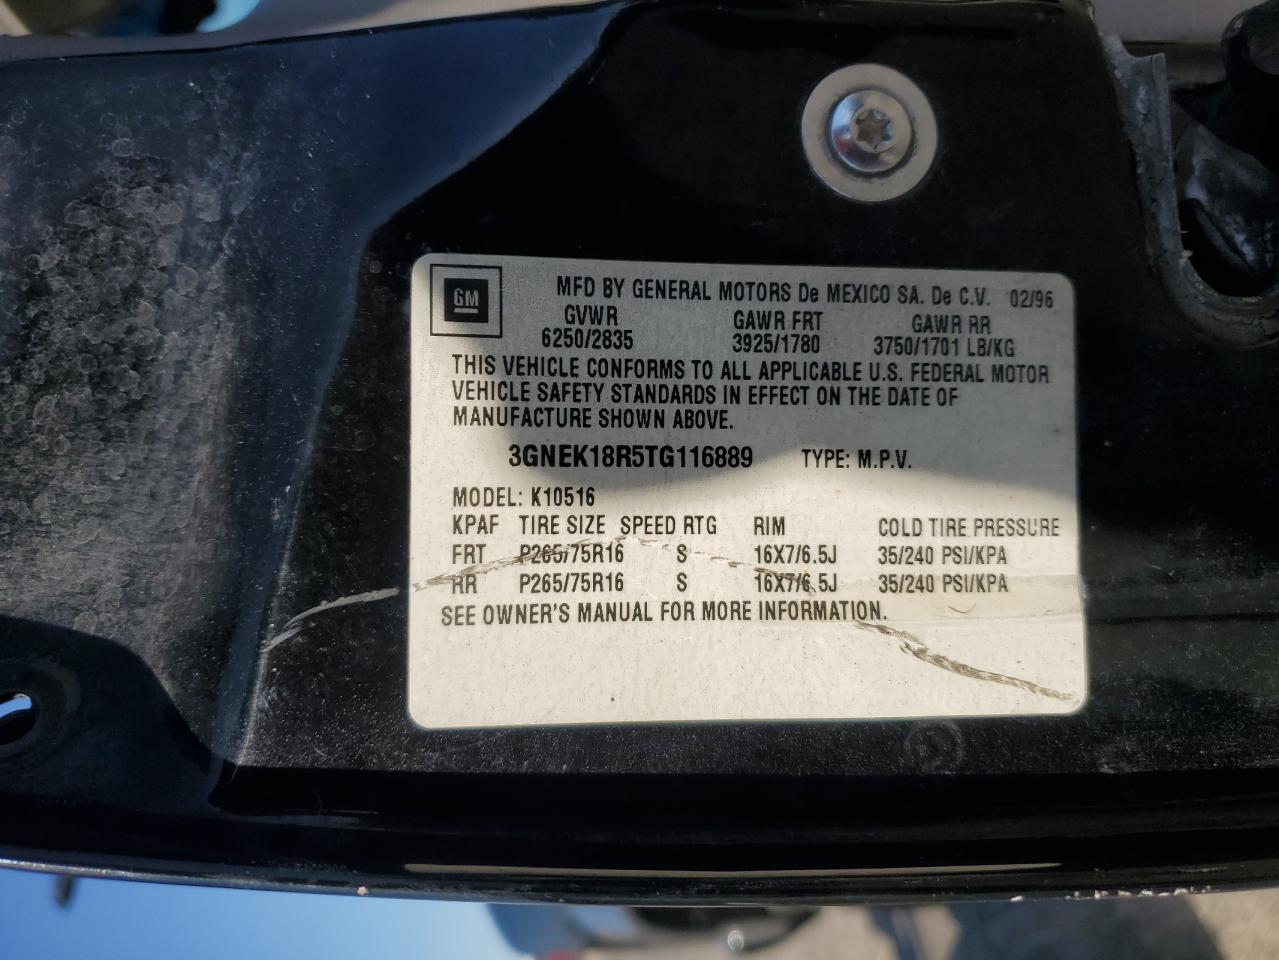 GM
MFD BY GENERAL MOTORS De MEXICO SA. De C.V. 02/96
GVWR GAWR FRT GAWR RR
6250/2835 3925/1780 3750/1701 LB/KG
THIS VEHICLE CONFORMS TO ALL APPLICABLE U.S. FEDERAL MOTOR
VEHICLE SAFETY STANDARDS IN EFFECT ON THE DATE OF
MANUFACTURE SHOWN ABOVE.
3GNEK18R5TG116889 TYPE: M.P.V.
MODEL: K10516
KPAF TIRE SIZE SPEED RTG RIM COLD TIRE PRESSURE
FRT P265/75R16 S 16X7/6.5J 35/240 PSI/KPA
RR P265/75R16 S 16X7/6.5J 35/240 PSI/KPA
SEE OWNER'S MANUAL FOR MORE INFORMATION.